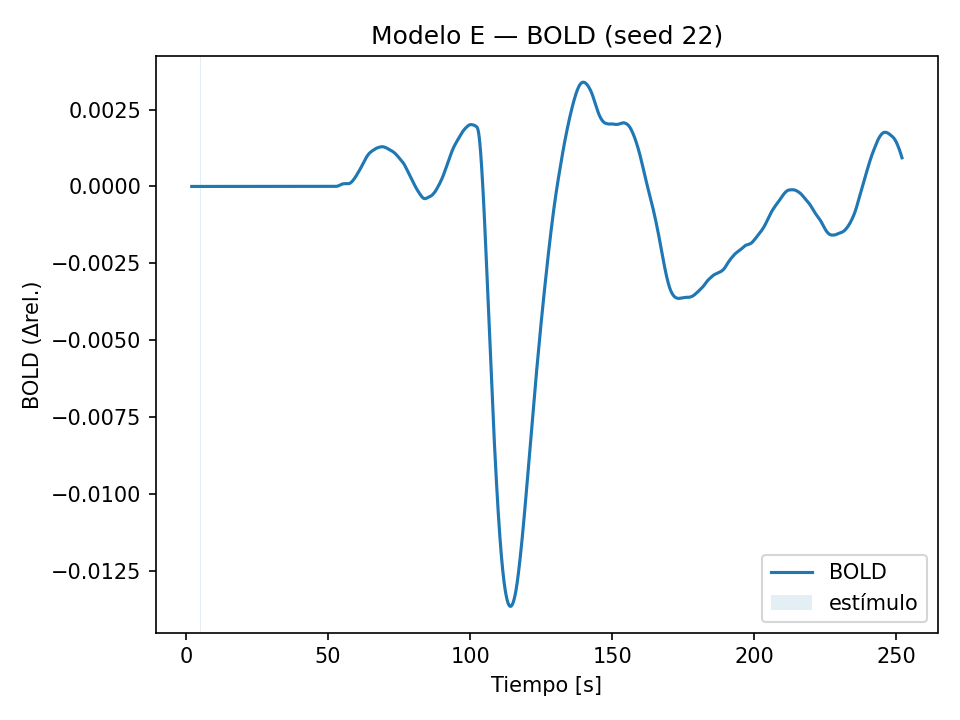 Modelo E — BOLD (seed 22)
BOLD (Δrel.)
0.0025
0.0000
−0.0025
−0.0050
−0.0075
−0.0100
−0.0125
BOLD
estímulo
0 50 100 150 200 250
Tiempo [s]